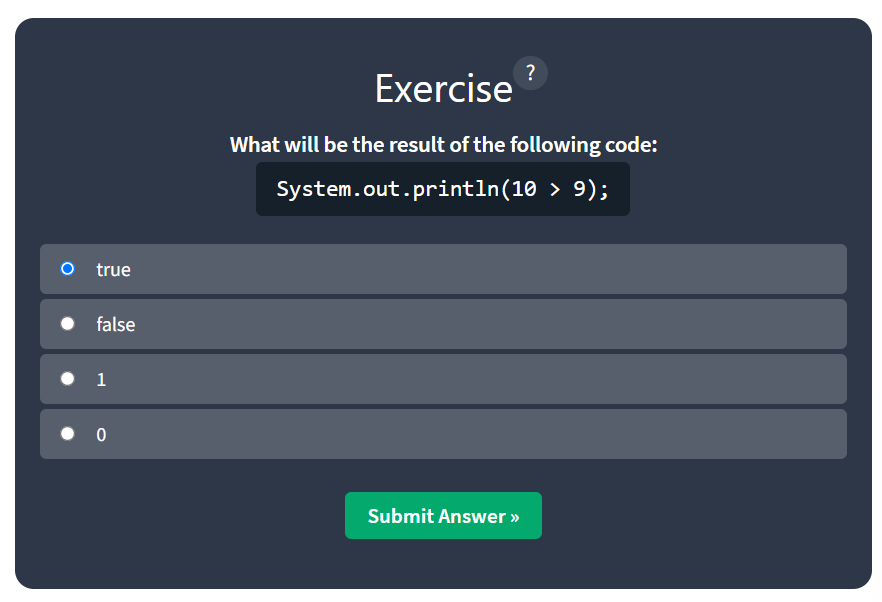 Exercise ?
What will be the result of the following code:
System.out.println(10 > 9);
true
false
1
0
Submit Answer »